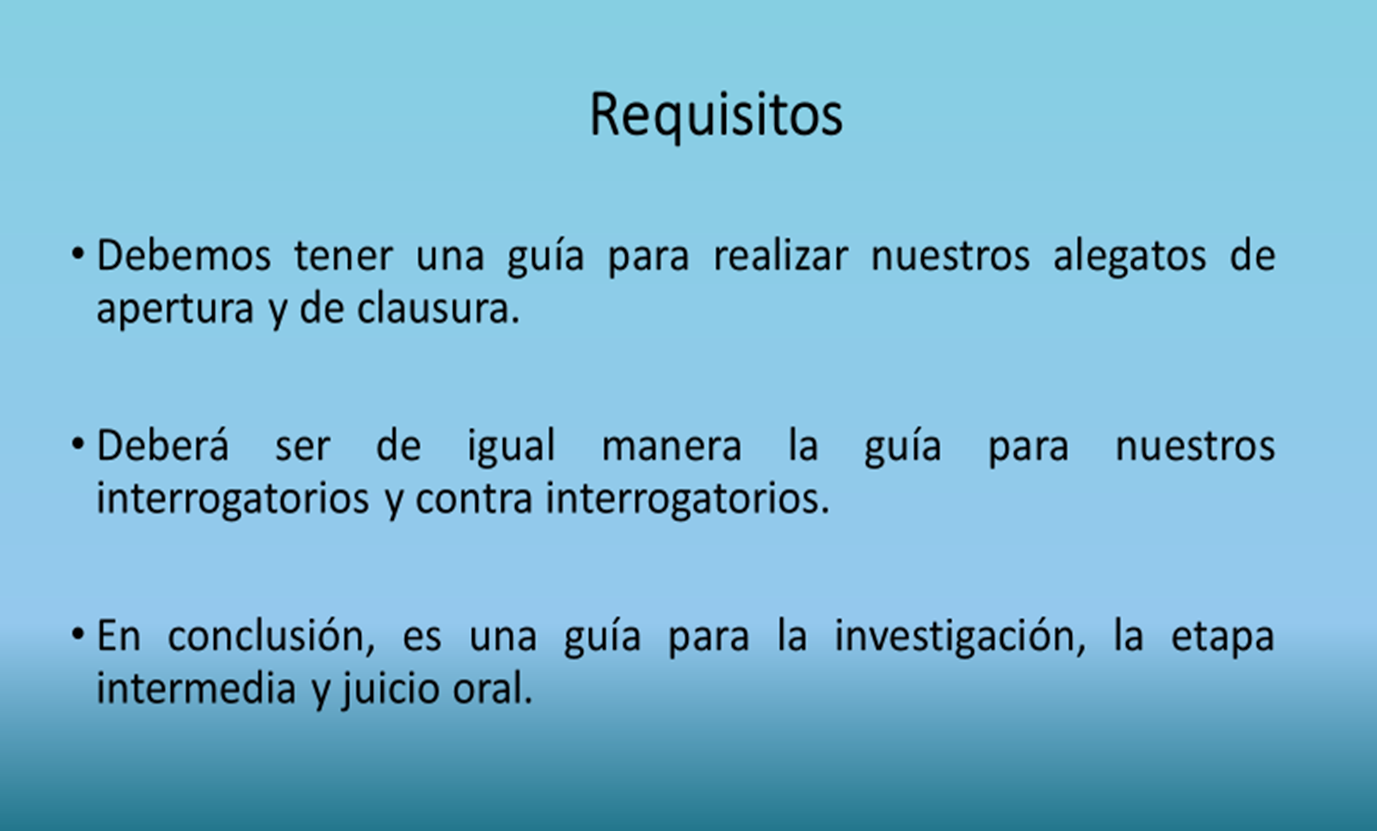 Requisitos
• Debemos tener una guía para realizar nuestros alegatos de
apertura y de clausura.
• Deberá ser de igual manera la guía para nuestros
interrogatorios y contra interrogatorios.
• En conclusión, es una guía para la investigación, la etapa
intermedia y juicio oral.